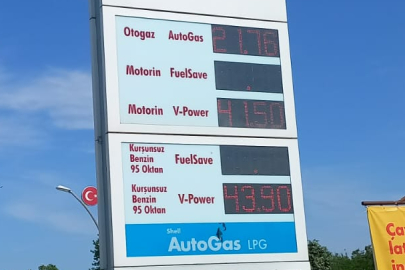 Otogaz AutoGas 21.76
Motorin FuelSave .
Motorin V-Power 41.50
Kurşunsuz
Benzin FuelSave .
95 Oktan
Kurşunsuz
Benzin V-Power 43.90
95 Oktan
Shell
AutoGas LPG